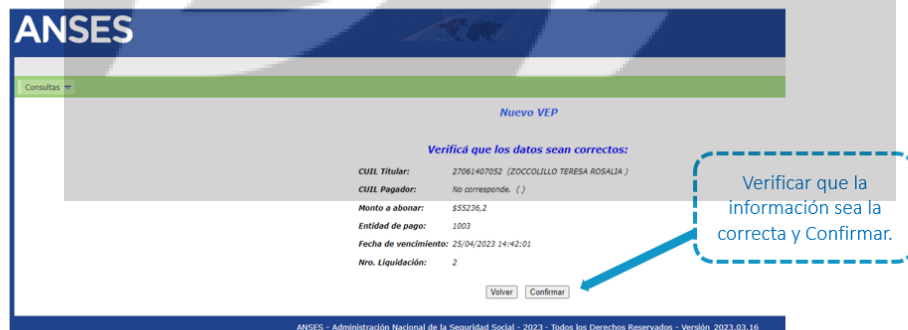 ANSES
Consultas
Nuevo VEP
Verificá que los datos sean correctos:
CUIL Titular: 27061407052 (ZOCCOLILLO TERESA ROSALIA )
CUIL Pagador: No corresponde. ( )
Monto a abonar: $55236,2
Entidad de pago: 1003
Fecha de vencimiento: 25/04/2023 14:42:01
Nro. Liquidación: 2
Volver Confirmar
Verificar que la
información sea la
correcta y Confirmar.
ANSES - Administración Nacional de la Seguridad Social - 2023 - Todos los Derechos Reservados - Versión 2023.03.16